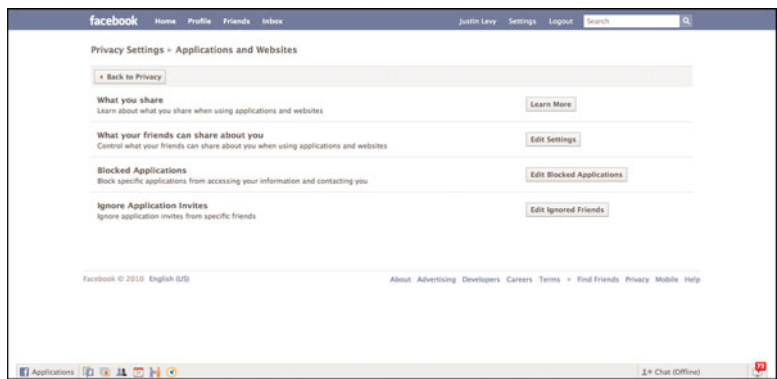 facebook Home Profile Friends Inbox Justin Levy Settings Logout Search
Privacy Settings ▸ Applications and Websites
◂ Back to Privacy
What you share
Learn about what you share when using applications and websites
Learn More
What your friends can share about you
Control what your friends can share about you when using applications and websites
Edit Settings
Blocked Applications
Block specific applications from accessing your information and contacting you
Edit Blocked Applications
Ignore Application Invites
Ignore application invites from specific friends
Edit Ignored Friends
Facebook © 2010 English (US) About Advertising Developers Careers Terms • Find Friends Privacy Mobile Help
Applications Chat (Offline) 73